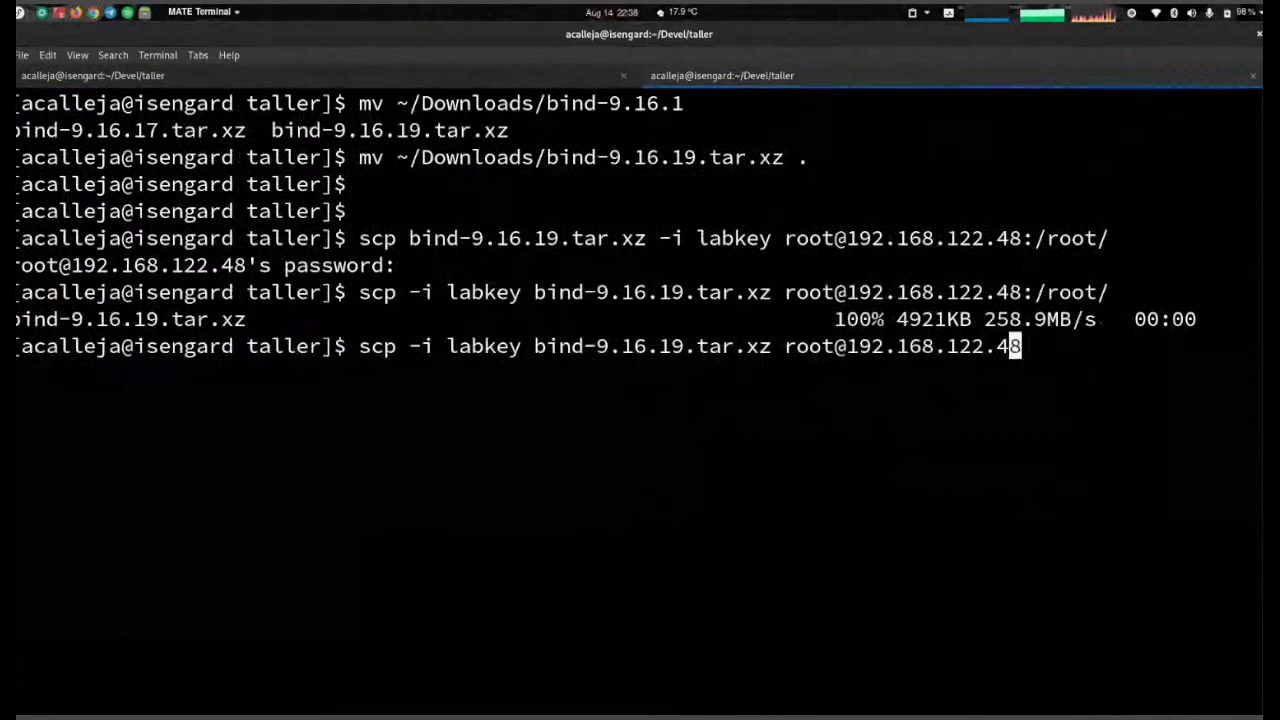 MATE Terminal
Aug 14 22:38
17.9 °C
98 %
acalleja@isengard:~/Devel/taller
File Edit View Search Terminal Tabs Help
acalleja@isengard:~/Devel/taller
acalleja@isengard:~/Devel/taller
[acalleja@isengard taller]$ mv ~/Downloads/bind-9.16.1
bind-9.16.17.tar.xz  bind-9.16.19.tar.xz
[acalleja@isengard taller]$ mv ~/Downloads/bind-9.16.19.tar.xz .
[acalleja@isengard taller]$
[acalleja@isengard taller]$
[acalleja@isengard taller]$ scp bind-9.16.19.tar.xz -i labkey root@192.168.122.48:/root/
root@192.168.122.48's password:
[acalleja@isengard taller]$ scp -i labkey bind-9.16.19.tar.xz root@192.168.122.48:/root/
bind-9.16.19.tar.xz 100% 4921KB 258.9MB/s 00:00
[acalleja@isengard taller]$ scp -i labkey bind-9.16.19.tar.xz root@192.168.122.48